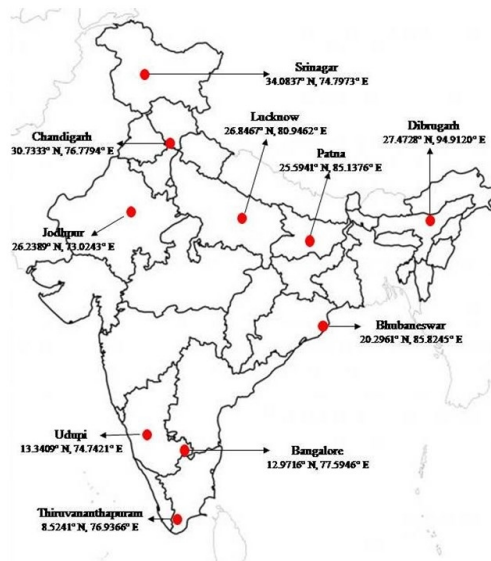 Srinagar
34.0837° N, 74.7973° E
Lucknow
26.8467° N, 80.9462° E
Dibrugarh
27.4728° N, 94.9120° E
Chandigarh
30.7333° N, 76.7794° E
Patna
25.5941° N, 85.1376° E
Jodhpur
26.2389° N, 73.0243° E
Bhubaneswar
20.2961° N, 85.8245° E
Udupi
13.3409° N, 74.7421° E
Bangalore
12.9716° N, 77.5946° E
Thiruvananthapuram
8.5241° N, 76.9366° E